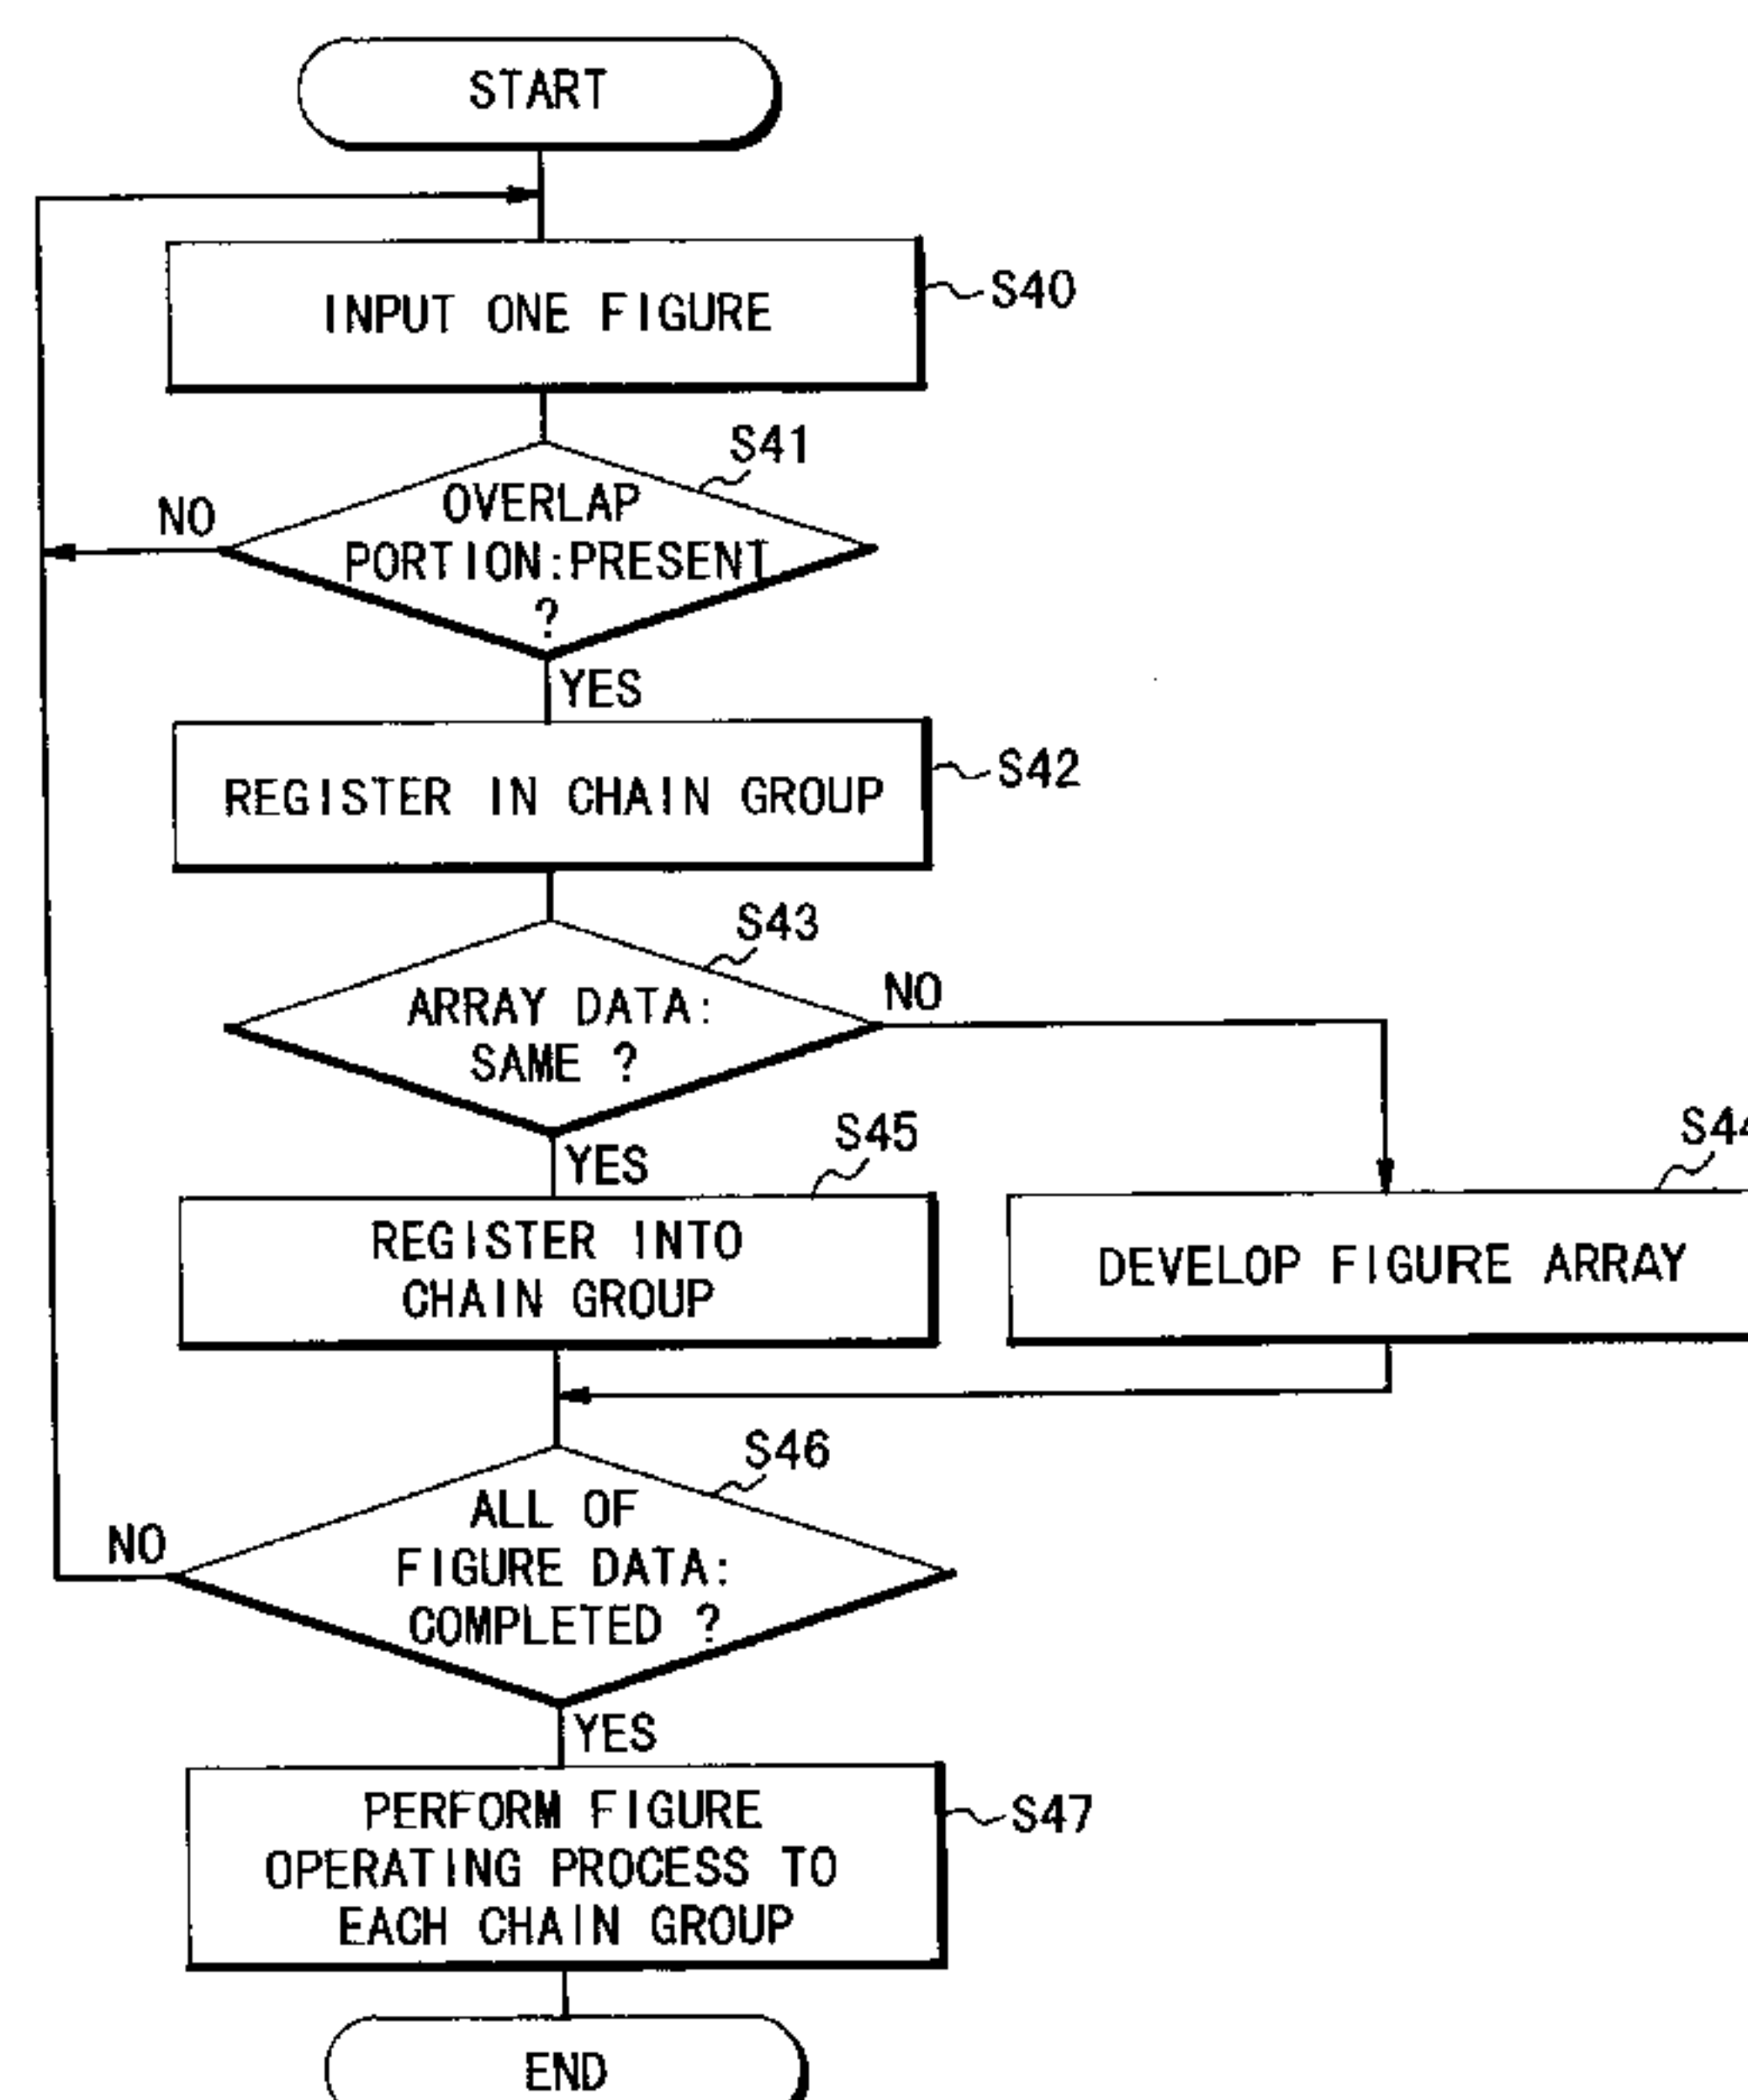 START
INPUT ONE FIGURE
S40
S41
OVERLAP
PORTION:PRESENT
?
NO
YES
REGISTER IN CHAIN GROUP
S42
S43
ARRAY DATA:
SAME ?
NO
YES
S45
REGISTER INTO
CHAIN GROUP
S44
DEVELOP FIGURE ARRAY
S46
ALL OF
FIGURE DATA:
COMPLETED ?
NO
YES
PERFORM FIGURE
OPERATING PROCESS TO
EACH CHAIN GROUP
S47
END